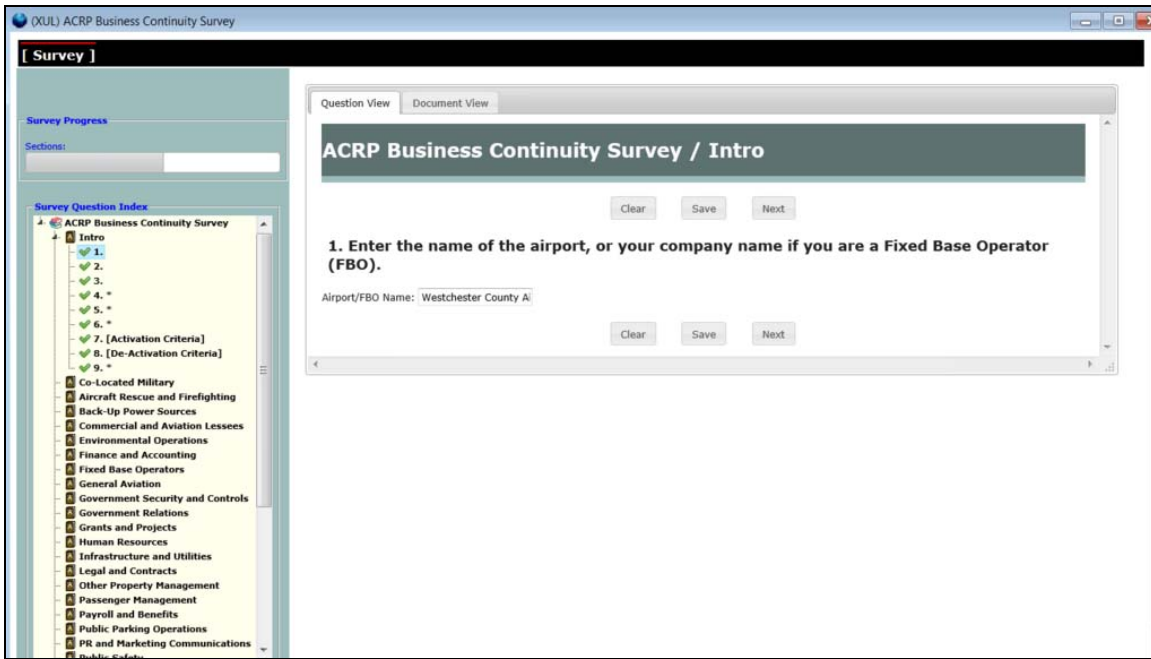 (XUL) ACRP Business Continuity Survey
[ Survey ]
Survey Progress
Sections:
Survey Question Index
ACRP Business Continuity Survey
Intro
1.
2.
3.
4. *
5. *
6. *
7. [Activation Criteria]
8. [De-Activation Criteria]
9. *
Co-Located Military
Aircraft Rescue and Firefighting
Back-Up Power Sources
Commercial and Aviation Lessees
Environmental Operations
Finance and Accounting
Fixed Base Operators
General Aviation
Government Security and Controls
Government Relations
Grants and Projects
Human Resources
Infrastructure and Utilities
Legal and Contracts
Other Property Management
Passenger Management
Payroll and Benefits
Public Parking Operations
PR and Marketing Communications
Public Safety
Question View Document View
ACRP Business Continuity Survey / Intro
Clear Save Next
1. Enter the name of the airport, or your company name if you are a Fixed Base Operator
(FBO).
Airport/FBO Name: Westchester County A
Clear Save Next